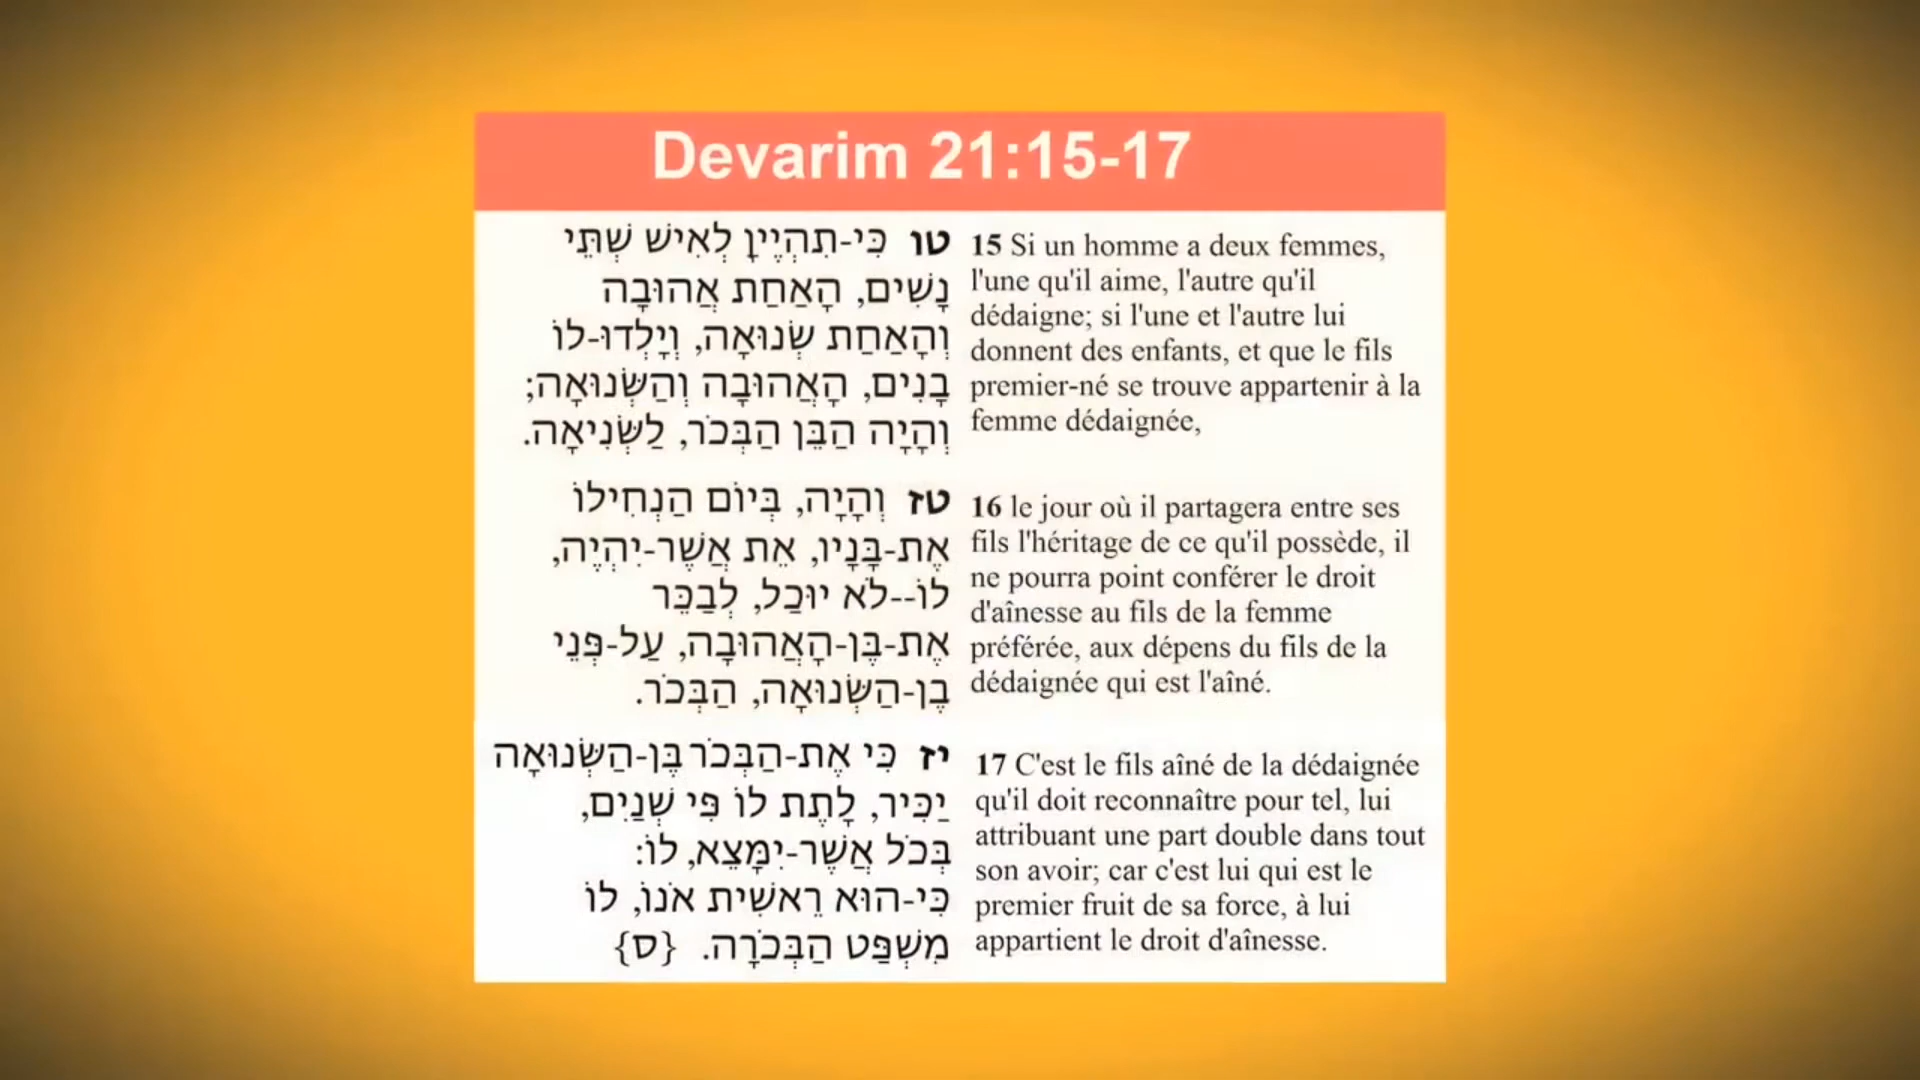 Devarim 21:15-17
טו כִּי-תִהְיֶיןָ לְאִישׁ שְׁתֵּי
נָשִׁים, הָאַחַת אֲהוּבָה
וְהָאַחַת שְׂנוּאָה, וְיָלְדוּ-לוֹ
בָנִים, הָאֲהוּבָה וְהַשְּׂנוּאָה;
וְהָיָה הַבֵּן הַבְּכֹר, לַשְּׂנִיאָה.
15 Si un homme a deux femmes,
l'une qu'il aime, l'autre qu'il
dédaigne; si l'une et l'autre lui
donnent des enfants, et que le fils
premier-né se trouve appartenir à la
femme dédaignée,
טז וְהָיָה, בְּיוֹם הַנְחִילוֹ
אֶת-בָּנָיו, אֵת אֲשֶׁר-יִהְיֶה,
לוֹ--לֹא יוּכַל, לְבַכֵּר
אֶת-בֶּן-הָאֲהוּבָה, עַל-פְּנֵי
בֶן-הַשְּׂנוּאָה, הַבְּכֹר.
16 le jour où il partagera entre ses
fils l'héritage de ce qu'il possède, il
ne pourra point conférer le droit
d'aînesse au fils de la femme
préférée, aux dépens du fils de la
dédaignée qui est l'aîné.
יז כִּי אֶת-הַבְּכֹר בֶּן-הַשְּׂנוּאָה
יַכִּיר, לָתֶת לוֹ פִּי שְׁנַיִם,
בְּכֹל אֲשֶׁר-יִמָּצֵא, לוֹ:
כִּי-הוּא רֵאשִׁית אֹנוֹ, לוֹ
מִשְׁפַּט הַבְּכֹרָה. {ס}
17 C'est le fils aîné de la dédaignée
qu'il doit reconnaître pour tel, lui
attribuant une part double dans tout
son avoir; car c'est lui qui est le
premier fruit de sa force, à lui
appartient le droit d'aînesse.